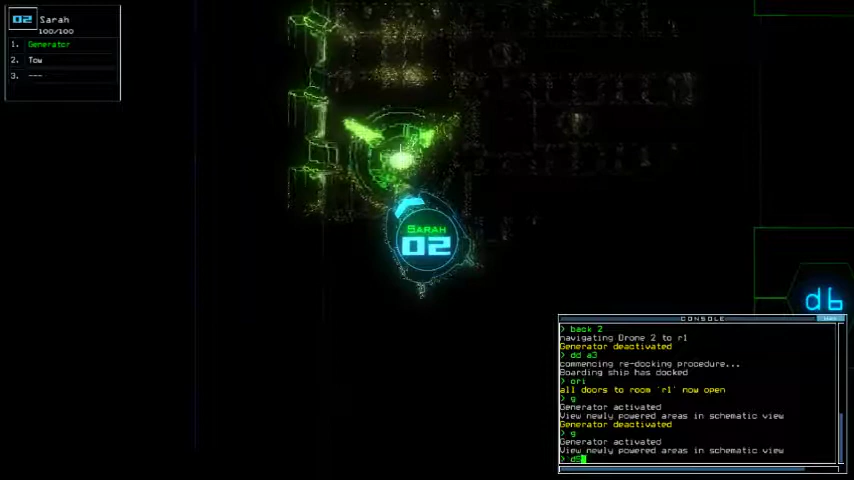 02 Sarah
100/100
1. Generator
2. Tow
3. ---
SARAH
02
d6
CONSOLE
> back 2
navigating Drone 2 to r1
Generator deactivated
> dd a3
commencing re-docking procedure...
Boarding ship has docked
> ori
all doors to room 'r1' now open
> g
Generator activated
View newly powered areas in schematic view
Generator deactivated
> g
Generator activated
View newly powered areas in schematic view
> d5